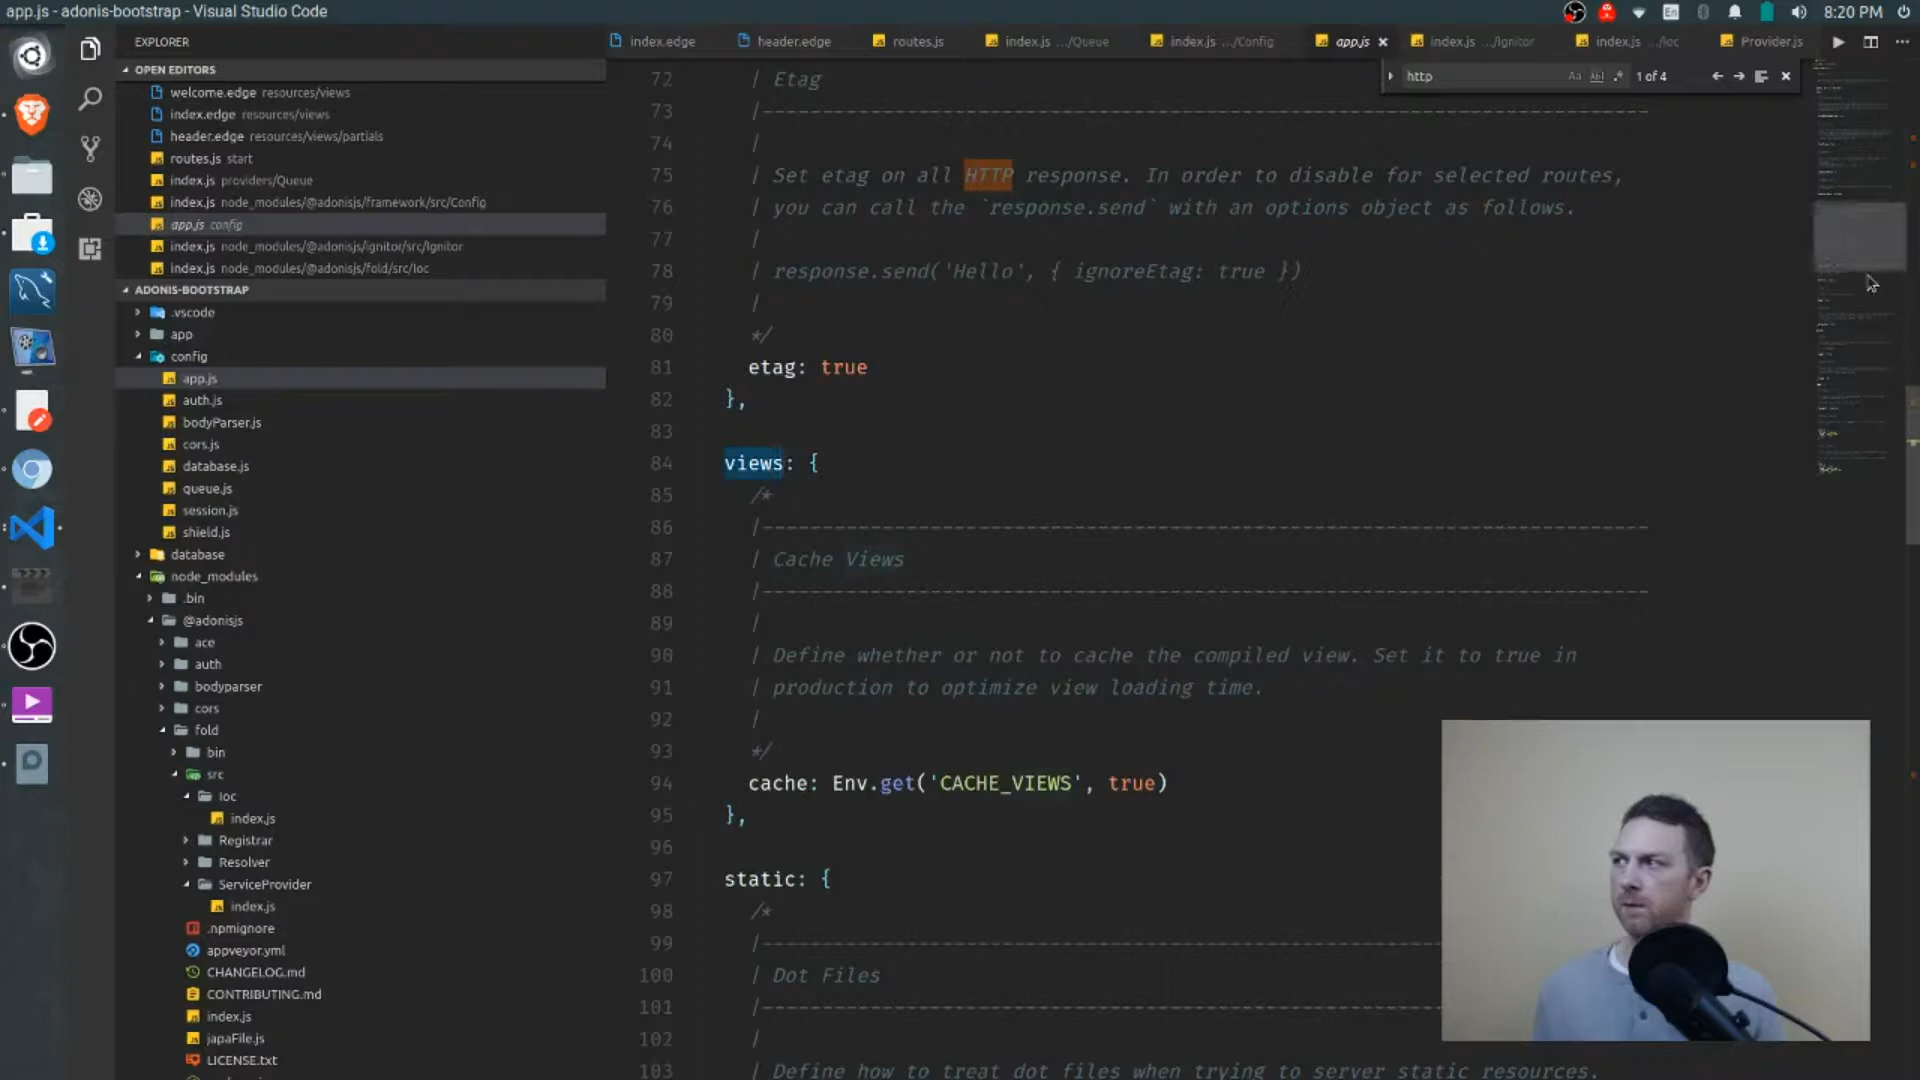 app.js - adonis-bootstrap - Visual Studio Code
En
8:20 PM
EXPLORER
OPEN EDITORS
welcome.edge resources/views
index.edge resources/views
header.edge resources/views/partials
routes.js start
index.js providers/Queue
index.js node_modules/@adonisjs/framework/src/Config
app.js config
index.js node_modules/@adonisjs/ignitor/src/Ignitor
index.js node_modules/@adonisjs/fold/src/Ioc
ADONIS-BOOTSTRAP
.vscode
app
config
app.js
auth.js
bodyParser.js
cors.js
database.js
queue.js
session.js
shield.js
database
node_modules
.bin
@adonisjs
ace
auth
bodyparser
cors
fold
bin
src
Ioc
index.js
Registrar
Resolver
ServiceProvider
index.js
.npmignore
appveyor.yml
CHANGELOG.md
CONTRIBUTING.md
index.js
japaFile.js
LICENSE.txt
index.edge
header.edge
routes.js
index.js .../Queue
index.js .../Config
app.js
index.js .../Ignitor
index.js .../Ioc
Provider.js
http
Aa Abl .* 1 of 4
72 | Etag
73 |--------------------------------------------------------------------------
74 |
75 | Set etag on all HTTP response. In order to disable for selected routes,
76 | you can call the `response.send` with an options object as follows.
77 |
78 | response.send('Hello', { ignoreEtag: true })
79 |
80 */
81 etag: true
82 },
83
84 views: {
85 /*
86 |--------------------------------------------------------------------------
87 | Cache Views
88 |--------------------------------------------------------------------------
89 |
90 | Define whether or not to cache the compiled view. Set it to true in
91 | production to optimize view loading time.
92 |
93 */
94 cache: Env.get('CACHE_VIEWS', true)
95 },
96
97 static: {
98 /*
99 |---------------------------------------------------------
100 | Dot Files
101 |---------------------------------------------------------
102 |
103 | Define how to treat dot files when trying to server static resources.